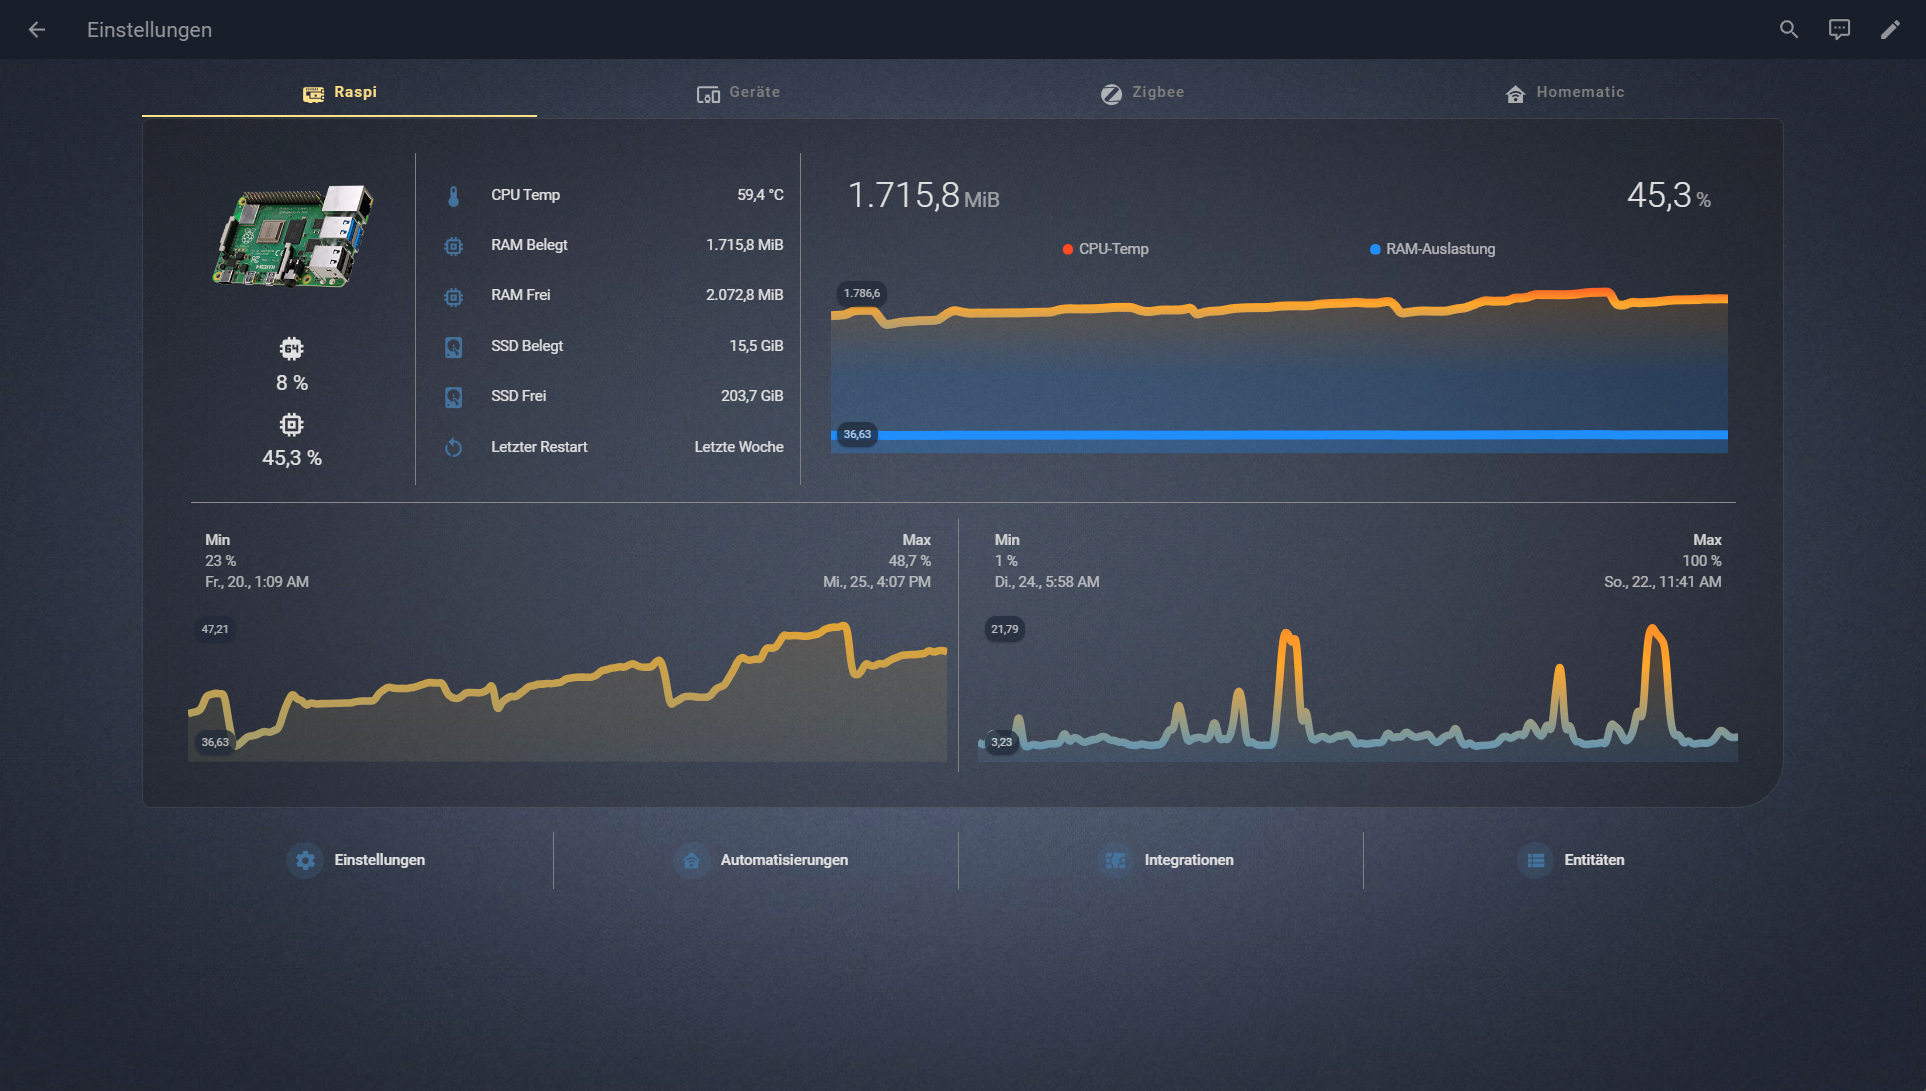 Einstellungen
Raspi
Geräte
Zigbee
Homematic
64
8 %
45,3 %
CPU Temp 59,4 °C
RAM Belegt 1.715,8 MiB
RAM Frei 2.072,8 MiB
SSD Belegt 15,5 GiB
SSD Frei 203,7 GiB
Letzter Restart Letzte Woche
1.715,8 MiB
45,3 %
CPU-Temp
RAM-Auslastung
1.786,6
36,63
Min
23 %
Fr., 20., 1:09 AM
Max
48,7 %
Mi., 25., 4:07 PM
47,21
36,63
Min
1 %
Di., 24., 5:58 AM
Max
100 %
So., 22., 11:41 AM
21,79
3,23
Einstellungen
Automatisierungen
Integrationen
Entitäten